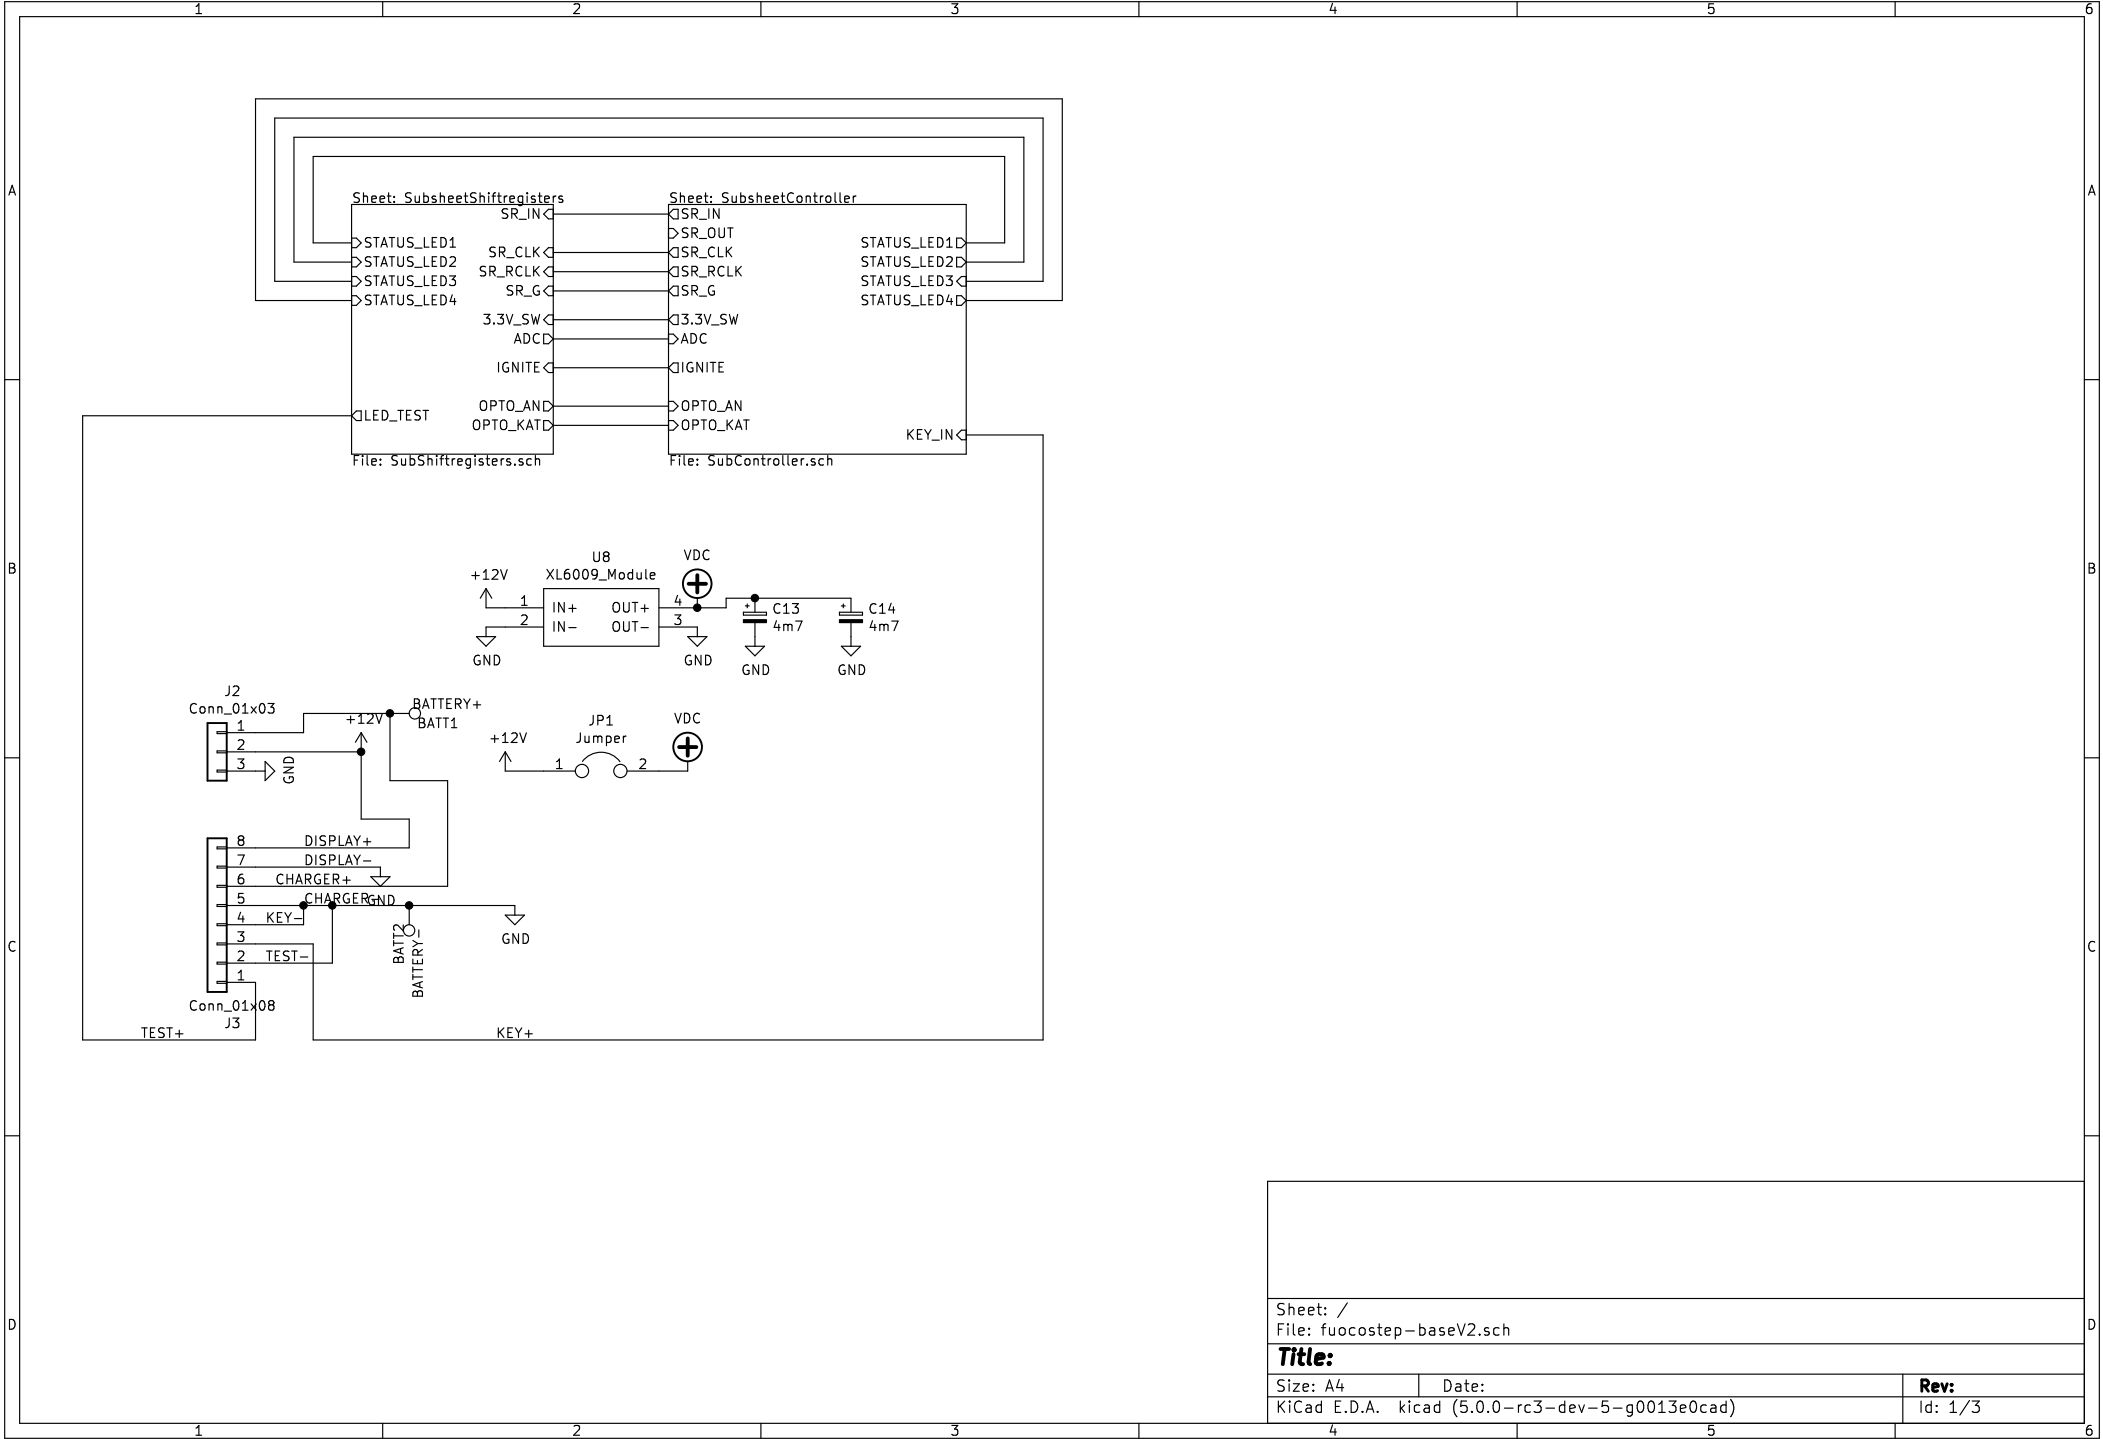 1 2 3 4 5 6
A A
Sheet: SubsheetShiftregisters
SR_IN
STATUS_LED1
STATUS_LED2
STATUS_LED3
STATUS_LED4
SR_CLK
SR_RCLK
SR_G
3.3V_SW
ADC
IGNITE
OPTO_AN
OPTO_KAT
LED_TEST
File: SubShiftregisters.sch
Sheet: SubsheetController
SR_IN
SR_OUT
SR_CLK
SR_RCLK
SR_G
3.3V_SW
ADC
IGNITE
OPTO_AN
OPTO_KAT
STATUS_LED1
STATUS_LED2
STATUS_LED3
STATUS_LED4
KEY_IN
File: SubController.sch
B B
U8
XL6009_Module
+12V
1 IN+ OUT+ 4
2 IN- OUT- 3
GND
VDC
GND
+ C13
4m7
GND
+ C14
4m7
GND
J2
Conn_01x03
1
2
3
+12V
GND
BATTERY+
BATT1
JP1
Jumper
+12V
1 2
VDC
C C
8 DISPLAY+
7 DISPLAY-
6 CHARGER+
5 CHARGER-
GND
4 KEY-
3
2 TEST-
1
Conn_01x08
J3
BATT2
BATTERY-
GND
TEST+
KEY+
D D
Sheet: /
File: fuocostep-baseV2.sch
Title:
Size: A4 Date: Rev:
KiCad E.D.A. kicad (5.0.0-rc3-dev-5-g0013e0cad) Id: 1/3
1 2 3 4 5 6